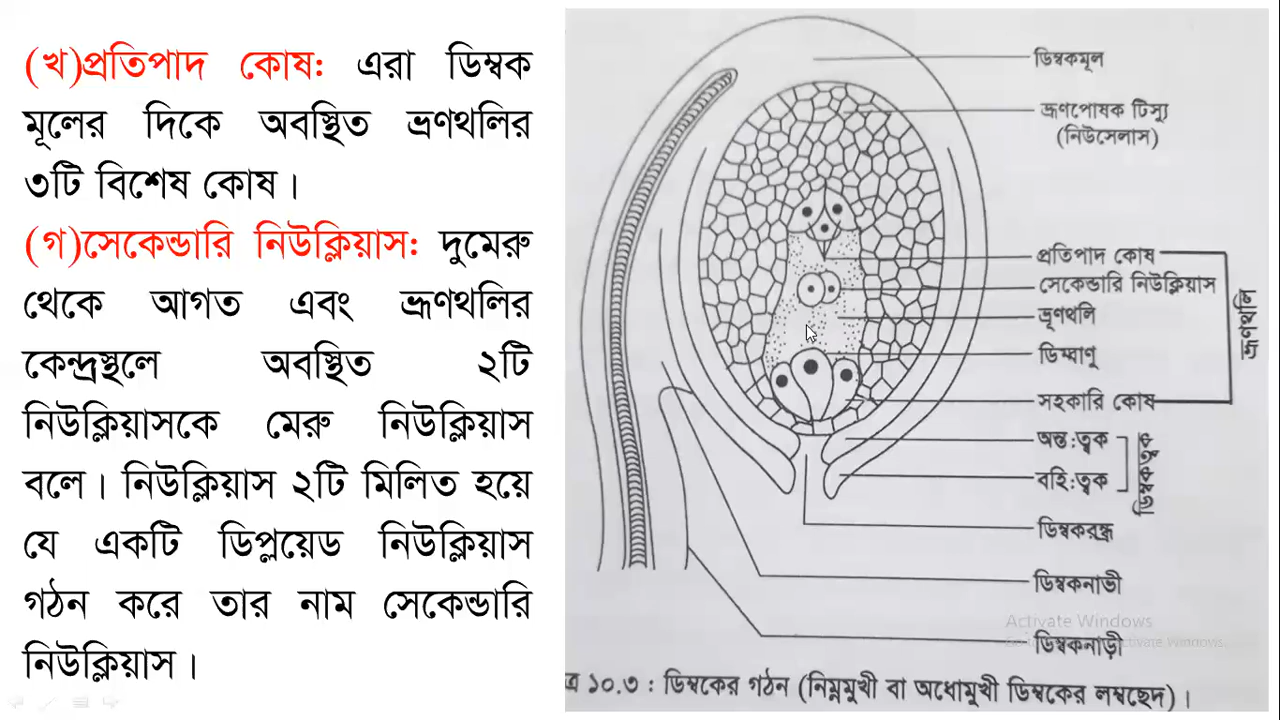 (খ)প্রতিপাদ কোষ: এরা ডিম্বক
মূলের দিকে অবস্থিত ভ্রণথলির
৩টি বিশেষ কোষ।
(গ)সেকেন্ডারি নিউক্লিয়াস: দুমেরু
থেকে আগত এবং ভ্রূণথলির
কেন্দ্রস্থলে অবস্থিত ২টি
নিউক্লিয়াসকে মেরু নিউক্লিয়াস
বলে। নিউক্লিয়াস ২টি মিলিত হয়ে
যে একটি ডিপ্লয়েড নিউক্লিয়াস
গঠন করে তার নাম সেকেন্ডারি
নিউক্লিয়াস।
ডিম্বকমূল
ভ্রূণপোষক টিস্যু
(নিউসেলাস)
প্রতিপাদ কোষ
সেকেন্ডারি নিউক্লিয়াস
ভ্রূণথলি
ডিম্বাণু
সহকারি কোষ
ভ্রূণথলি
অন্ত:ত্বক
বহি:ত্বক
ডিম্বকত্বক
ডিম্বকরন্ধ্র
ডিম্বকনাভী
ডিম্বকনাড়ী
Activate Windows
ত্র ১০.৩ : ডিম্বকের গঠন (নিম্নমুখী বা অধোমুখী ডিম্বকের লম্বছেদ)।